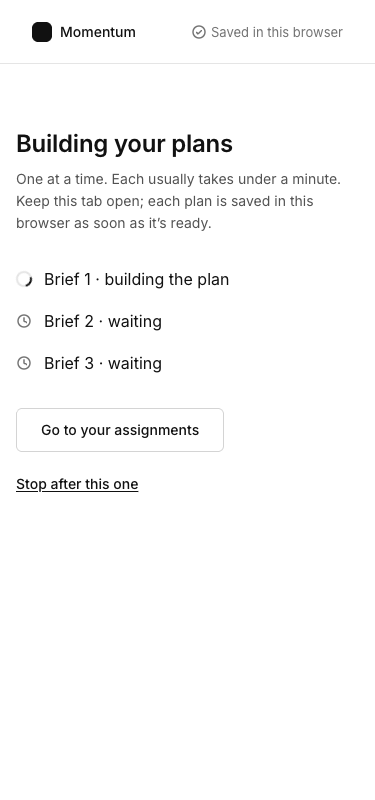 Momentum
Saved in this browser
Building your plans
One at a time. Each usually takes under a minute.
Keep this tab open; each plan is saved in this
browser as soon as it’s ready.
Brief 1 · building the plan
Brief 2 · waiting
Brief 3 · waiting
Go to your assignments
Stop after this one